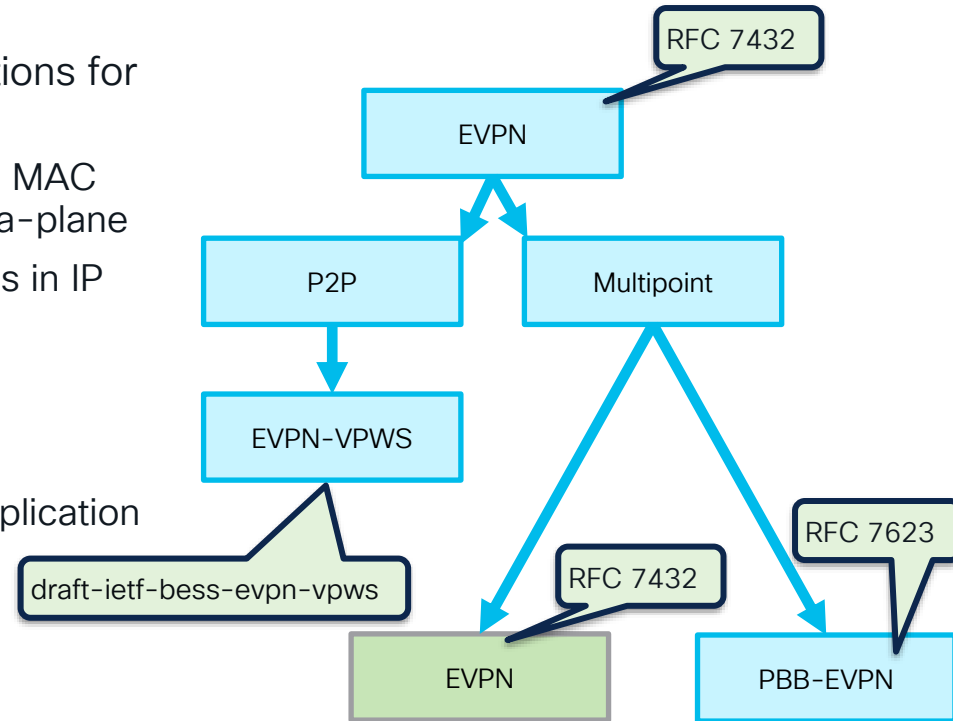 RFC 7432
tions for
EVPN
MAC
a-plane
s in IP
P2P
Multipoint
EVPN-VPWS
plication
RFC 7623
RFC 7432
draft-ietf-bess-evpn-vpws
EVPN
PBB-EVPN